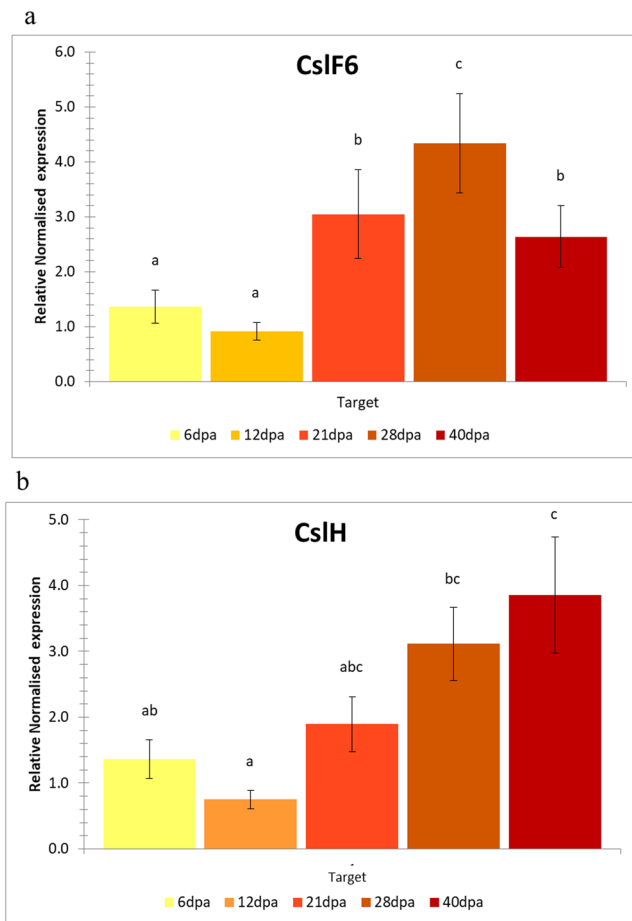 a
CslF6
Relative Normalised expression
6.0
5.0
4.0
3.0
2.0
1.0
0.0
a
a
b
c
b
Target
6dpa 12dpa 21dpa 28dpa 40dpa
b
CslH
Relative Normalised expression
5.0
4.0
3.0
2.0
1.0
0.0
ab
a
abc
bc
c
Target
6dpa 12dpa 21dpa 28dpa 40dpa